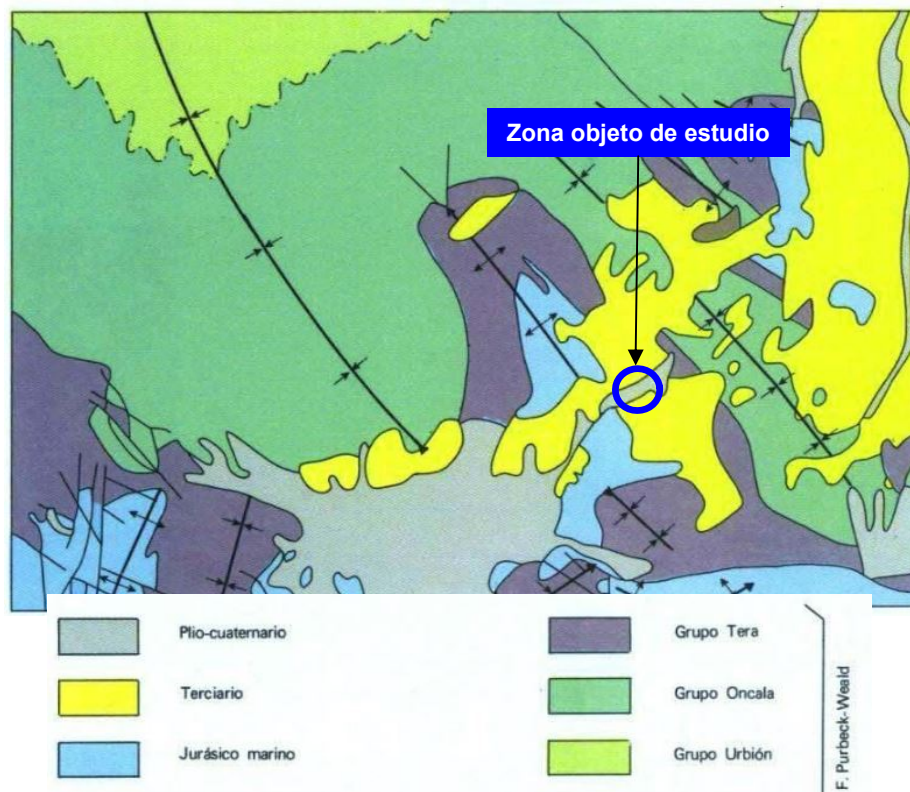 Zona objeto de estudio
Plio-cuaternario
Terciario
Jurásico marino
Grupo Tera
Grupo Oncala
Grupo Urbión
F. Purbeck-Weald